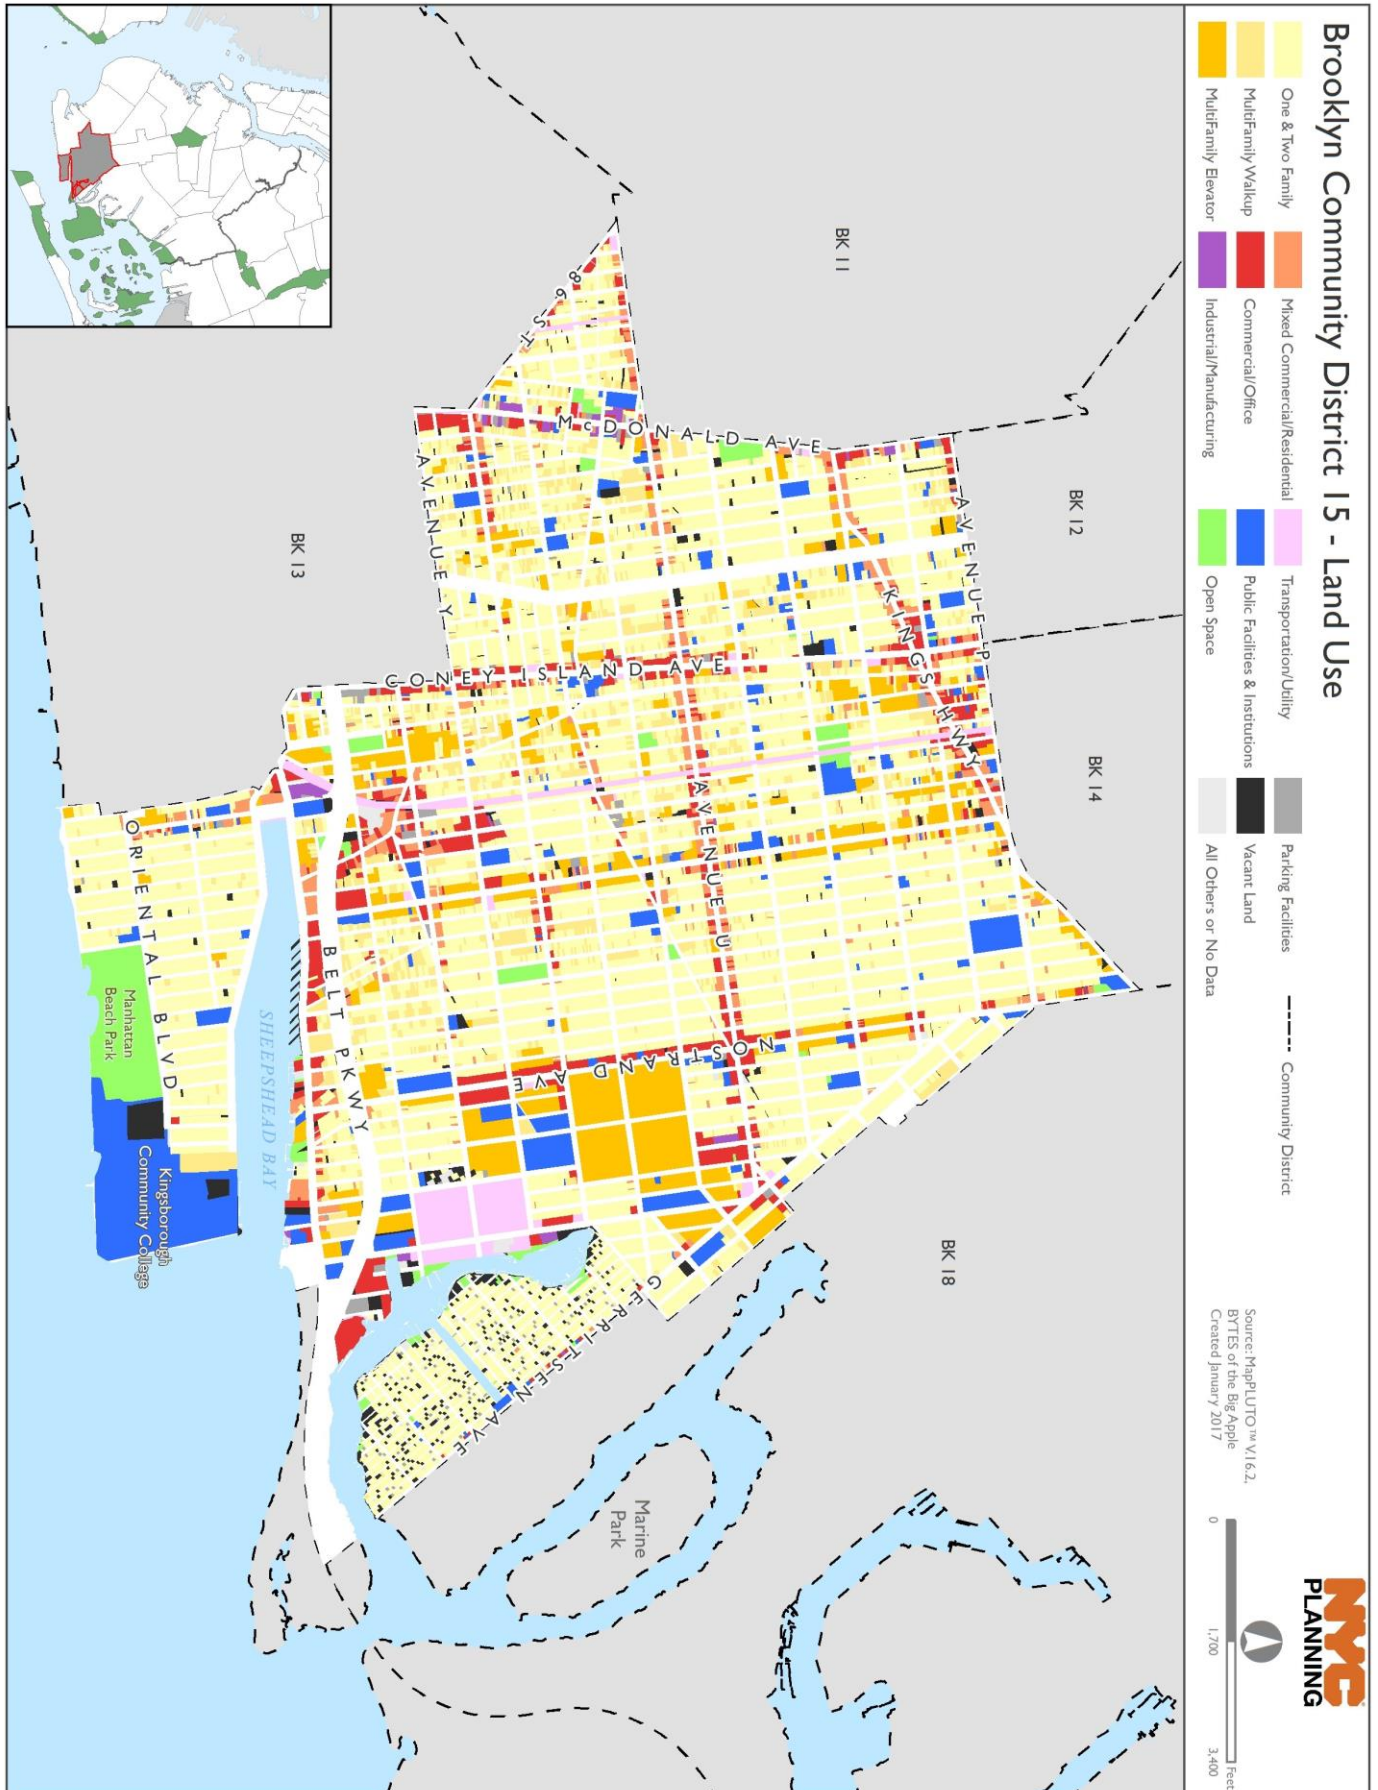 Brooklyn Community District 15 - Land Use
One & Two Family
MultiFamily Walkup
MultiFamily Elevator
Mixed Commercial/Residential
Commercial/Office
Industrial/Manufacturing
Transportation/Utility
Public Facilities & Institutions
Open Space
Parking Facilities
Vacant Land
All Others or No Data
Community District
Source: MapPLUTO™ V.16.2,
BYTES of the Big Apple
Created January 2017
NYC
PLANNING
0
1,700
3,400
Feet
BK 11
BK 12
BK 14
BK 18
BK 13
AVENUE P
KINGS HWY
McDONALD AVE
86 ST
AVENUE Y
CONEY ISLAND AVE
AVENUE U
NOSTRAND AVE
GERRITSEN AVE
BELT PKWY
ORIENTAL BLVD
SHEEPSHEAD BAY
Manhattan
Beach Park
Kingsborough
Community College
Marine
Park